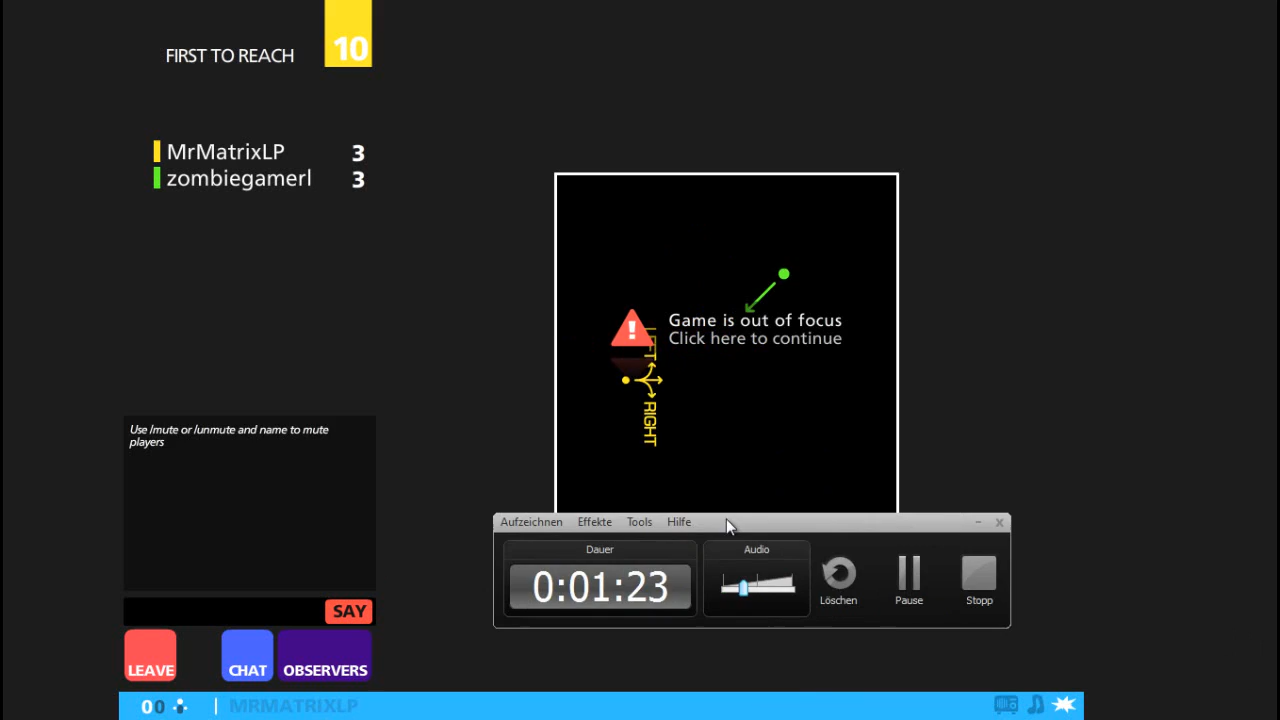 FIRST TO REACH
10
MrMatrixLP 3
zombiegamerl 3
Game is out of focus
Click here to continue
LEFT
RIGHT
Use /mute or /unmute and name to mute
players
SAY
LEAVE
CHAT
OBSERVERS
Aufzeichnen Effekte Tools Hilfe
Dauer
0:01:23
Audio
Löschen
Pause
Stopp
00
MRMATRIXLP